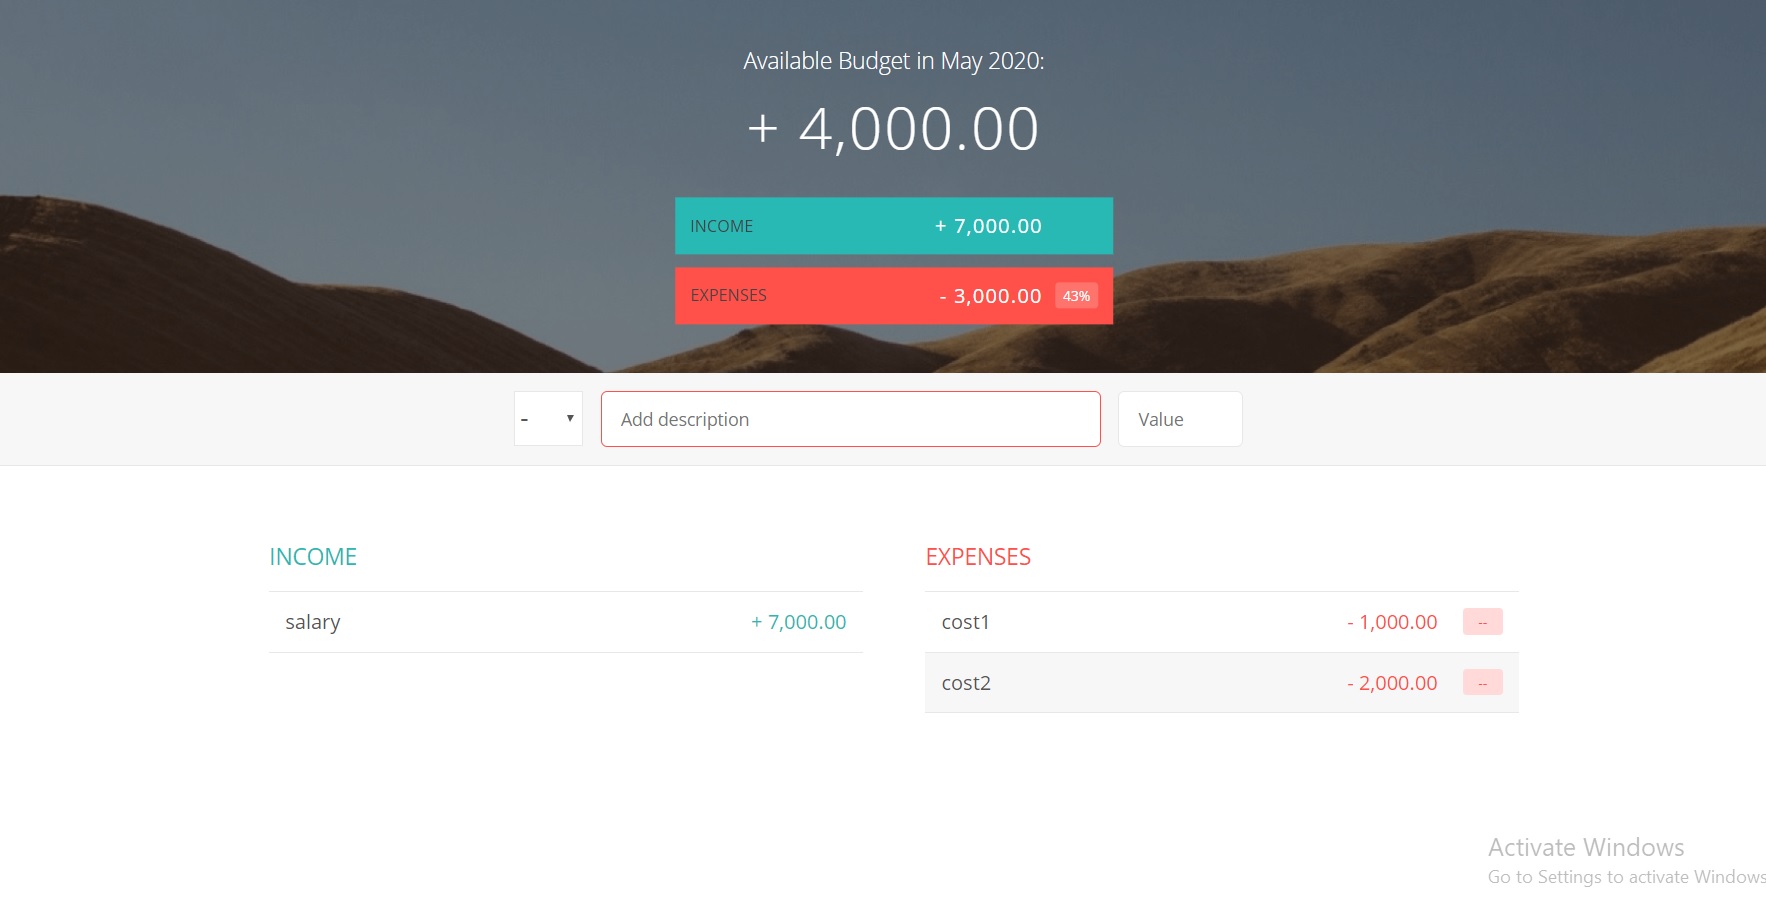 Available Budget in May 2020:
+ 4,000.00
INCOME + 7,000.00
EXPENSES - 3,000.00 43%
- Add description Value
INCOME
salary + 7,000.00
EXPENSES
cost1 - 1,000.00 --
cost2 - 2,000.00 --
Activate Windows
Go to Settings to activate Windows